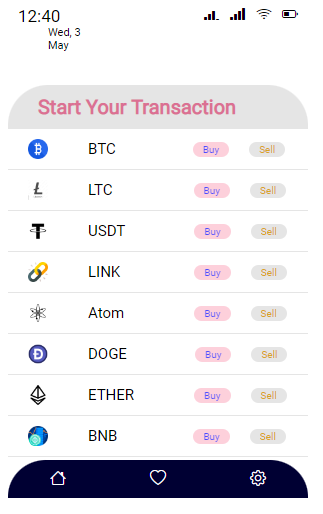 12:40
Wed, 3
May
Start Your Transaction
BTC Buy Sell
LTC Buy Sell
USDT Buy Sell
LINK Buy Sell
Atom Buy Sell
DOGE Buy Sell
ETHER Buy Sell
BNB Buy Sell